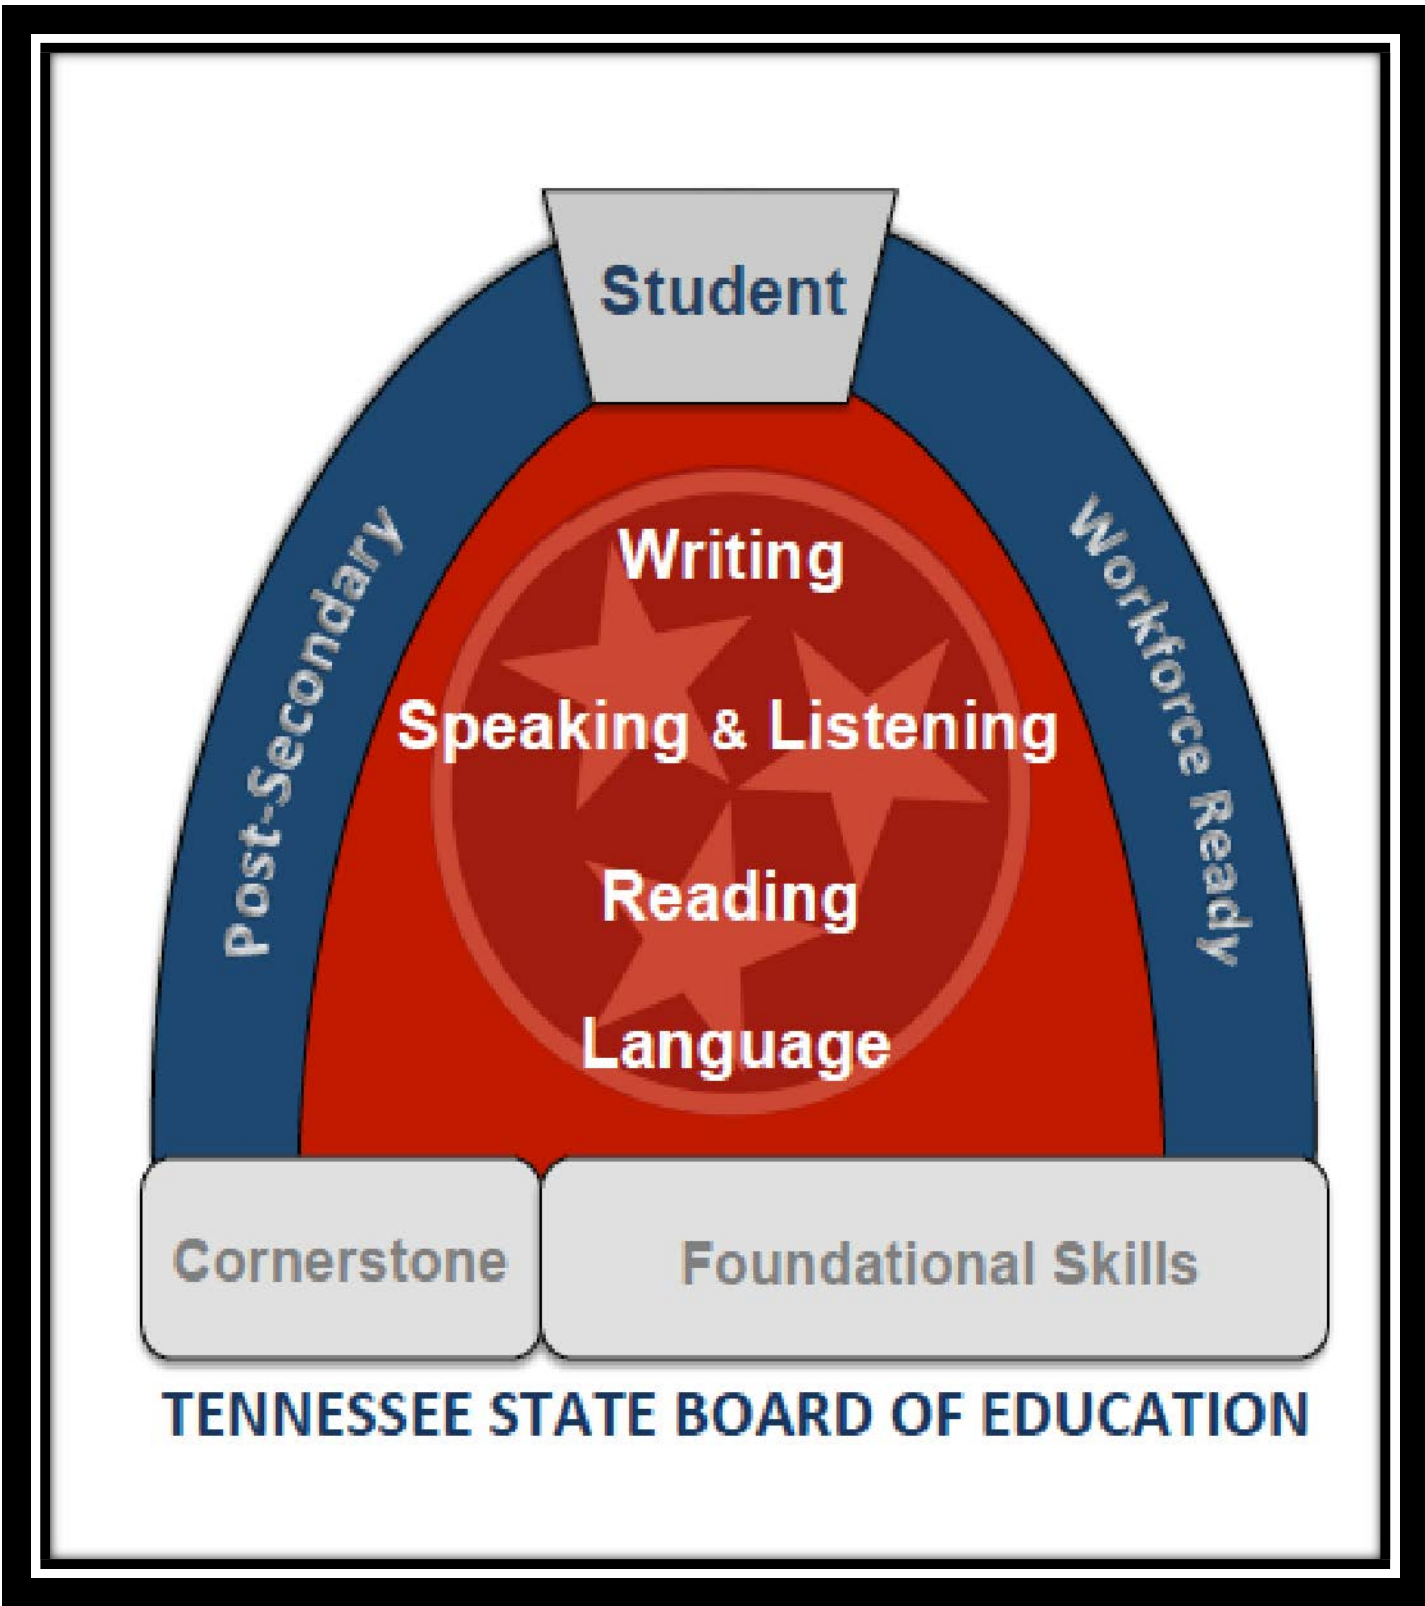 Student
Post-Secondary
Workforce Ready
Writing
Speaking & Listening
Reading
Language
Cornerstone
Foundational Skills
TENNESSEE STATE BOARD OF EDUCATION